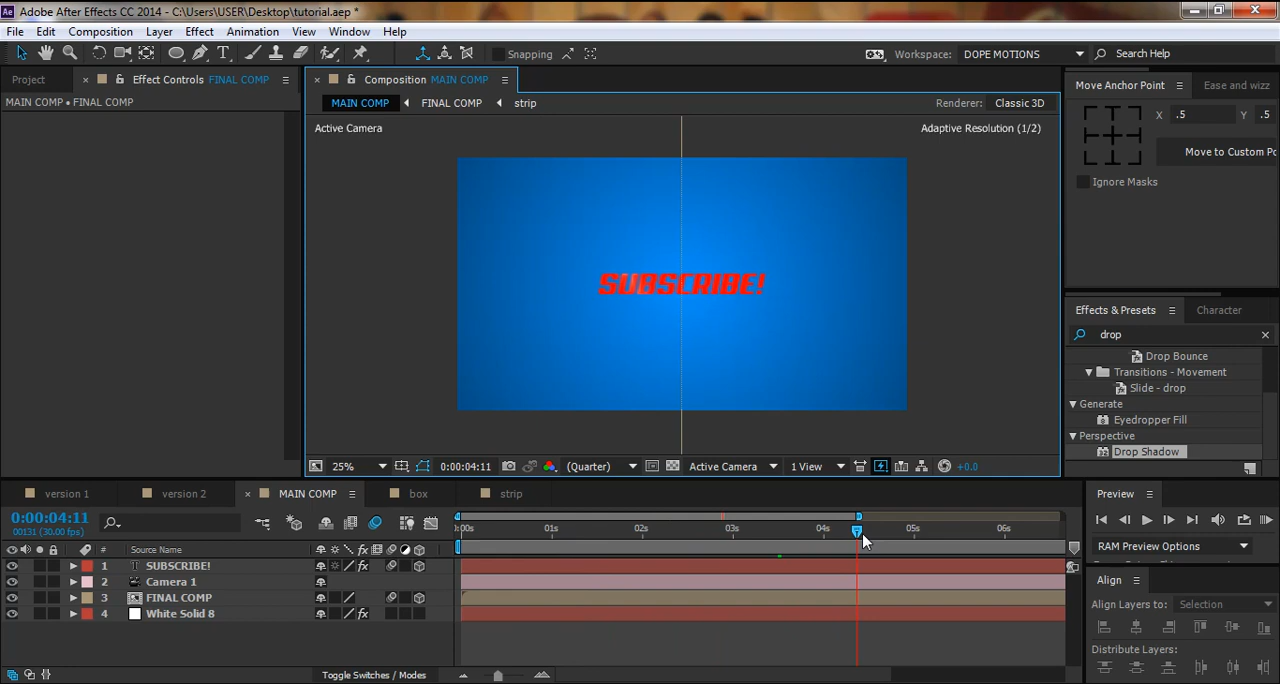 Adobe After Effects CC 2014 - C:\Users\USER\Desktop\tutorial.aep *
File Edit Composition Layer Effect Animation View Window Help
Snapping
Workspace: DOPE MOTIONS
Search Help
Project
Effect Controls FINAL COMP
MAIN COMP • FINAL COMP
Composition MAIN COMP
MAIN COMP FINAL COMP strip
Renderer: Classic 3D
Active Camera
Adaptive Resolution (1/2)
SUBSCRIBE!
25%
0:00:04:11
(Quarter)
Active Camera
1 View
+0.0
Move Anchor Point
Ease and wizz
X .5 Y .5
Move to Custom Po
Ignore Masks
Effects & Presets
Character
drop
Drop Bounce
Transitions - Movement
Slide - drop
Generate
Eyedropper Fill
Perspective
Drop Shadow
version 1
version 2
MAIN COMP
box
strip
0:00:04:11
00131 (30.00 fps)
:00s 01s 02s 03s 04s 05s 06s
# Source Name
1 SUBSCRIBE!
2 Camera 1
3 FINAL COMP
4 White Solid 8
Toggle Switches / Modes
Preview
RAM Preview Options
Align
Align Layers to: Selection
Distribute Layers: